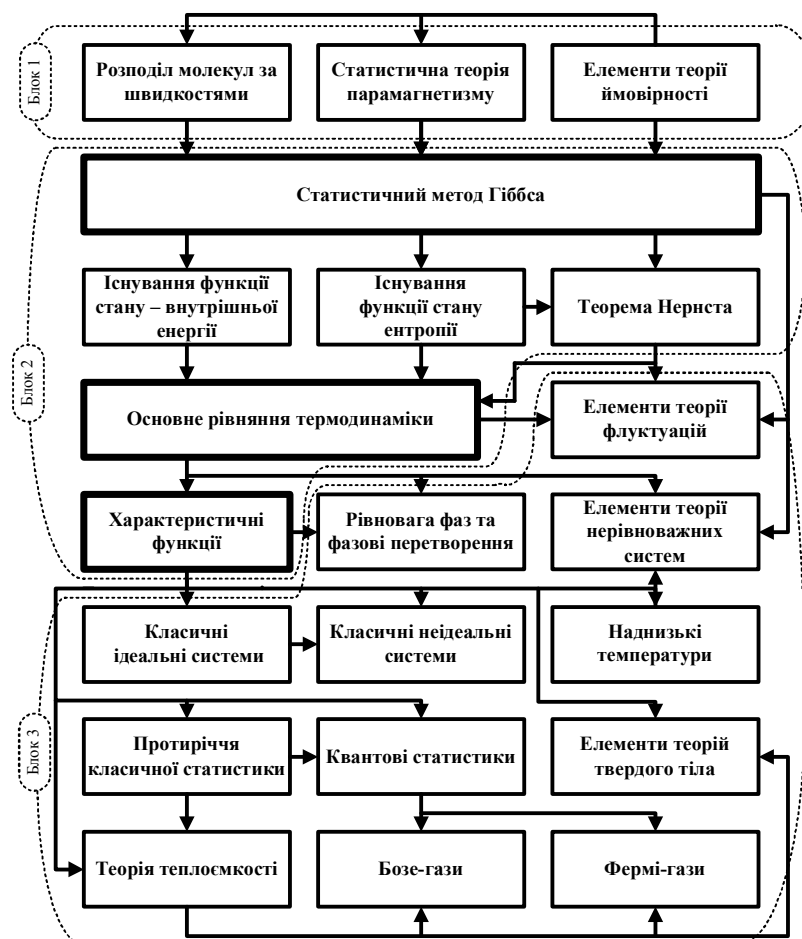 Блок 1
Розподіл молекул за
швидкостями
Статистична теорія
парамагнетизму
Елементи теорії
ймовірності
Блок 2
Статистичний метод Гіббса
Існування функції
стану – внутрішньої
енергії
Існування
функції стану
ентропії
Теорема Нернста
Основне рівняння термодинаміки
Елементи теорії
флуктуацій
Характеристичні
функції
Рівновага фаз та
фазові перетворення
Елементи теорії
нерівноважних
систем
Блок 3
Класичні
ідеальні системи
Класичні неідеальні
системи
Наднизькі
температури
Протиріччя
класичної статистики
Квантові статистики
Елементи теорій
твердого тіла
Теорія теплоємкості
Бозе-гази
Фермі-гази